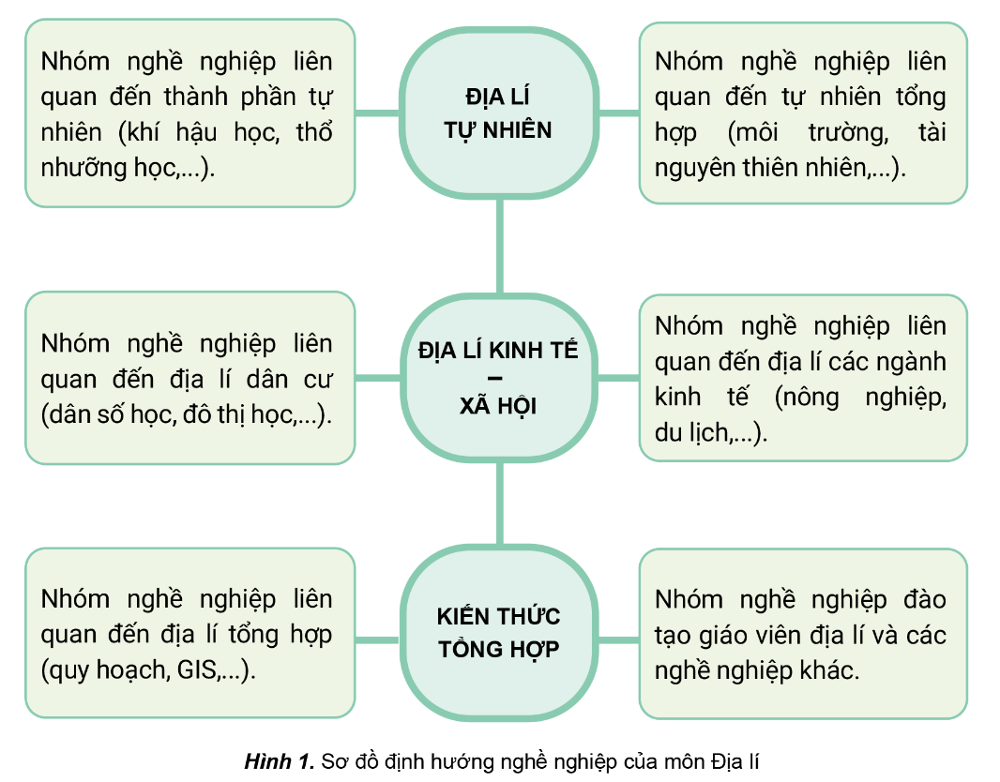 Nhóm nghề nghiệp liên
quan đến thành phần tự
nhiên (khí hậu học, thổ
nhưỡng học,...).
ĐỊA LÍ
TỰ NHIÊN
Nhóm nghề nghiệp liên
quan đến tự nhiên tổng
hợp (môi trường, tài
nguyên thiên nhiên,...).
Nhóm nghề nghiệp liên
quan đến địa lí dân cư
(dân số học, đô thị học,...).
ĐỊA LÍ KINH TẾ
–
XÃ HỘI
Nhóm nghề nghiệp liên
quan đến địa lí các ngành
kinh tế (nông nghiệp,
du lịch,...).
Nhóm nghề nghiệp liên
quan đến địa lí tổng hợp
(quy hoạch, GIS,...).
KIẾN THỨC
TỔNG HỢP
Nhóm nghề nghiệp đào
tạo giáo viên địa lí và các
nghề nghiệp khác.
Hình 1. Sơ đồ định hướng nghề nghiệp của môn Địa lí